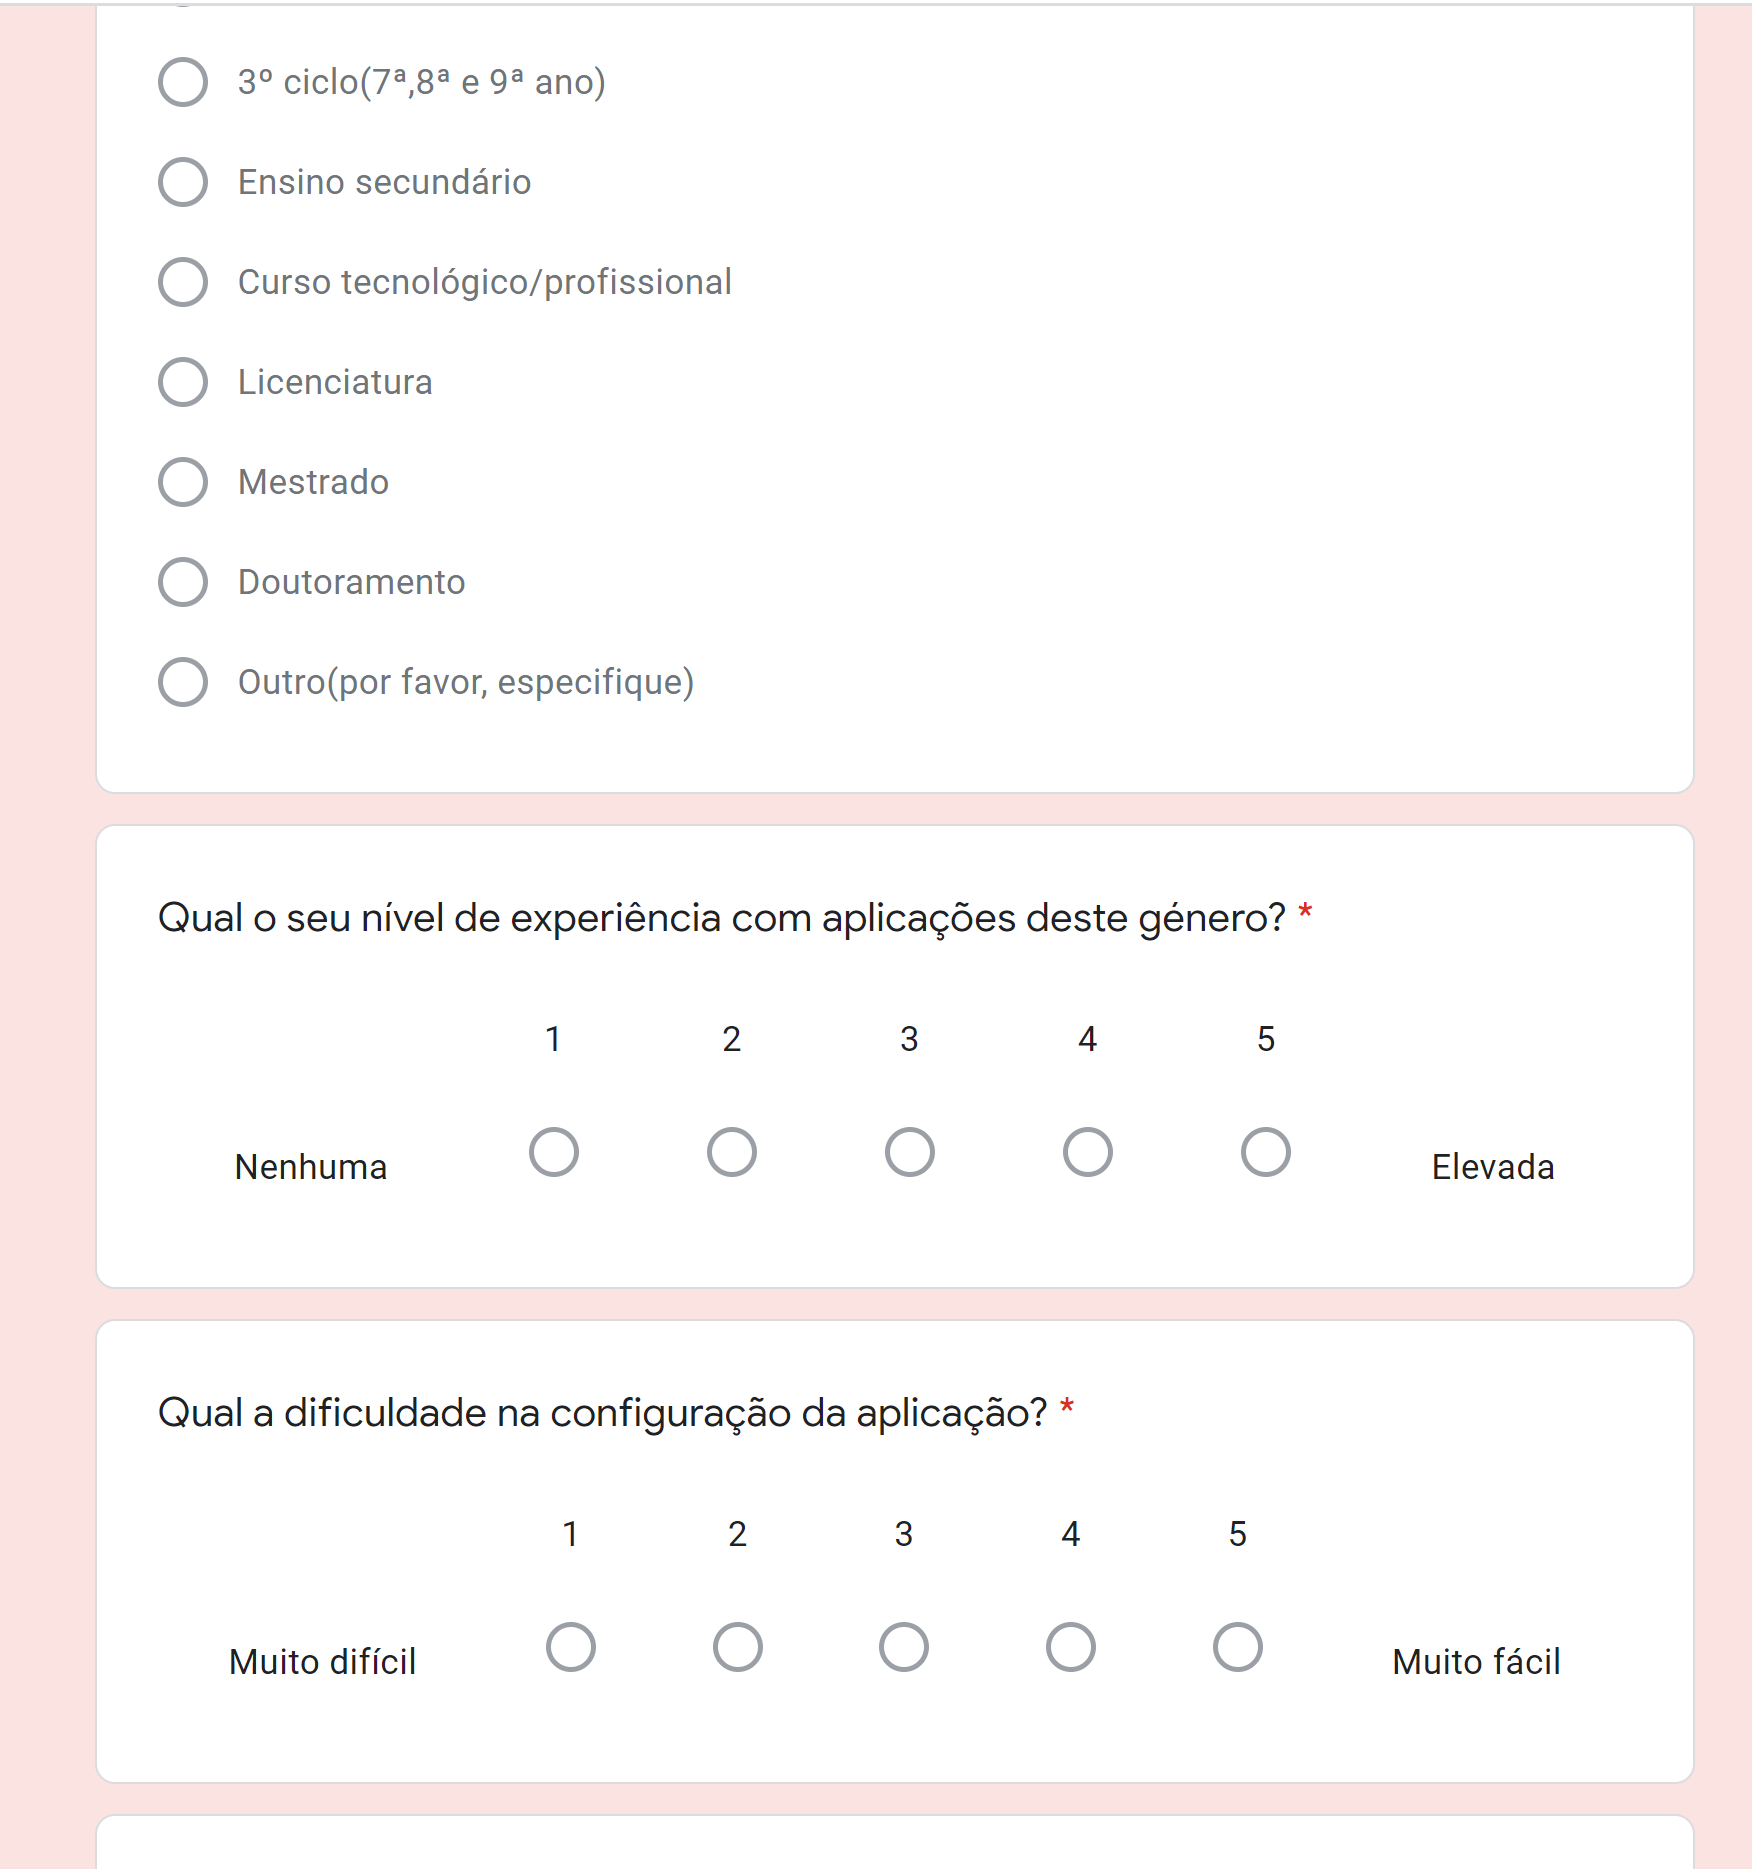 3º ciclo(7ª,8ª e 9ª ano)
Ensino secundário
Curso tecnológico/profissional
Licenciatura
Mestrado
Doutoramento
Outro(por favor, especifique)
Qual o seu nível de experiência com aplicações deste género? *
1 2 3 4 5
Nenhuma Elevada
Qual a dificuldade na configuração da aplicação? *
1 2 3 4 5
Muito difícil Muito fácil